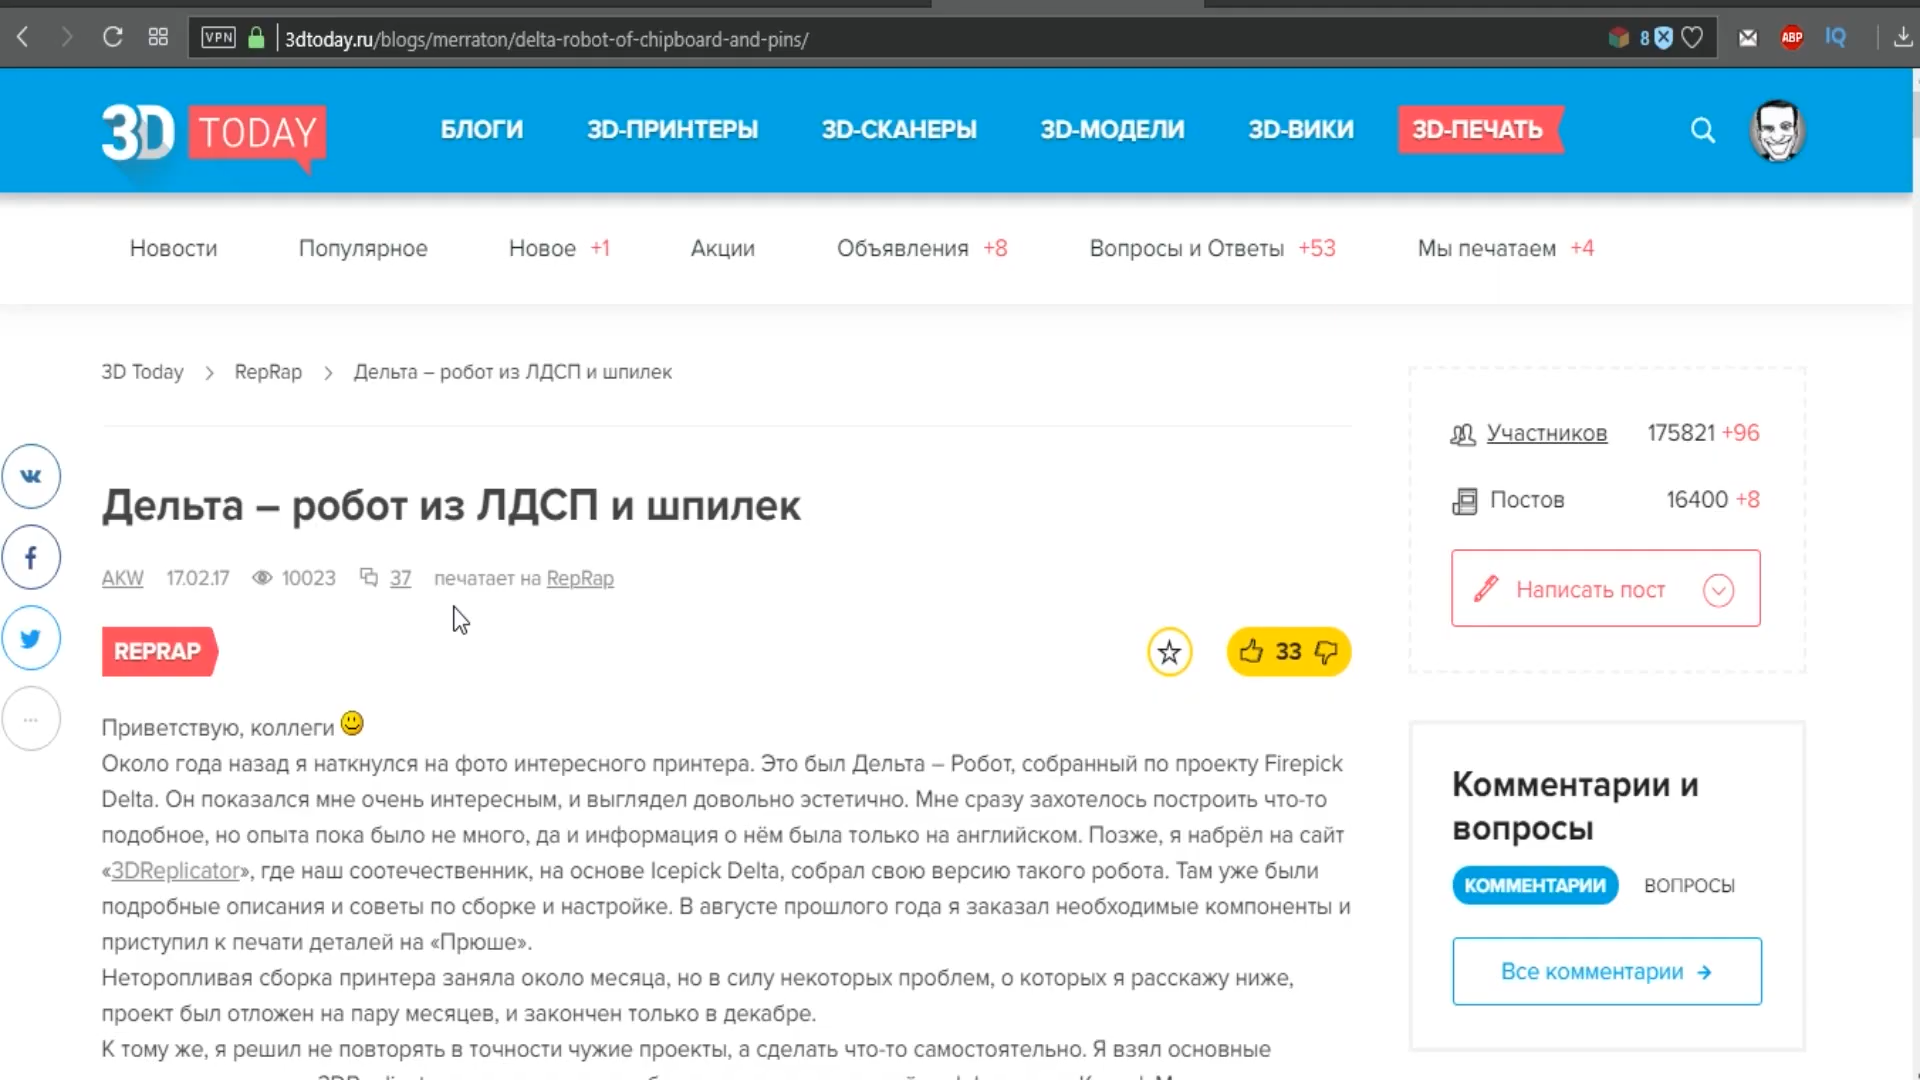 VPN 3dtoday.ru/blogs/merraton/delta-robot-of-chipboard-and-pins/ 8 ABP IQ
3D TODAY БЛОГИ 3D-ПРИНТЕРЫ 3D-СКАНЕРЫ 3D-МОДЕЛИ 3D-ВИКИ 3D-ПЕЧАТЬ
Новости Популярное Новое +1 Акции Объявления +8 Вопросы и Ответы +53 Мы печатаем +4
3D Today > RepRap > Дельта – робот из ЛДСП и шпилек
Дельта – робот из ЛДСП и шпилек
AKW 17.02.17 10023 37 печатает на RepRap
REPRAP
33
Приветствую, коллеги
Около года назад я наткнулся на фото интересного принтера. Это был Дельта – Робот, собранный по проекту Firepick
Delta. Он показался мне очень интересным, и выглядел довольно эстетично. Мне сразу захотелось построить что-то
подобное, но опыта пока было не много, да и информация о нём была только на английском. Позже, я набрёл на сайт
«3DReplicator», где наш соотечественник, на основе Icepick Delta, собрал свою версию такого робота. Там уже были
подробные описания и советы по сборке и настройке. В августе прошлого года я заказал необходимые компоненты и
приступил к печати деталей на «Прюше».
Неторопливая сборка принтера заняла около месяца, но в силу некоторых проблем, о которых я расскажу ниже,
проект был отложен на пару месяцев, и закончен только в декабре.
К тому же, я решил не повторять в точности чужие проекты, а сделать что-то самостоятельно. Я взял основные
Участников 175821 +96
Постов 16400 +8
Написать пост
Комментарии и
вопросы
КОММЕНТАРИИ ВОПРОСЫ
Все комментарии →